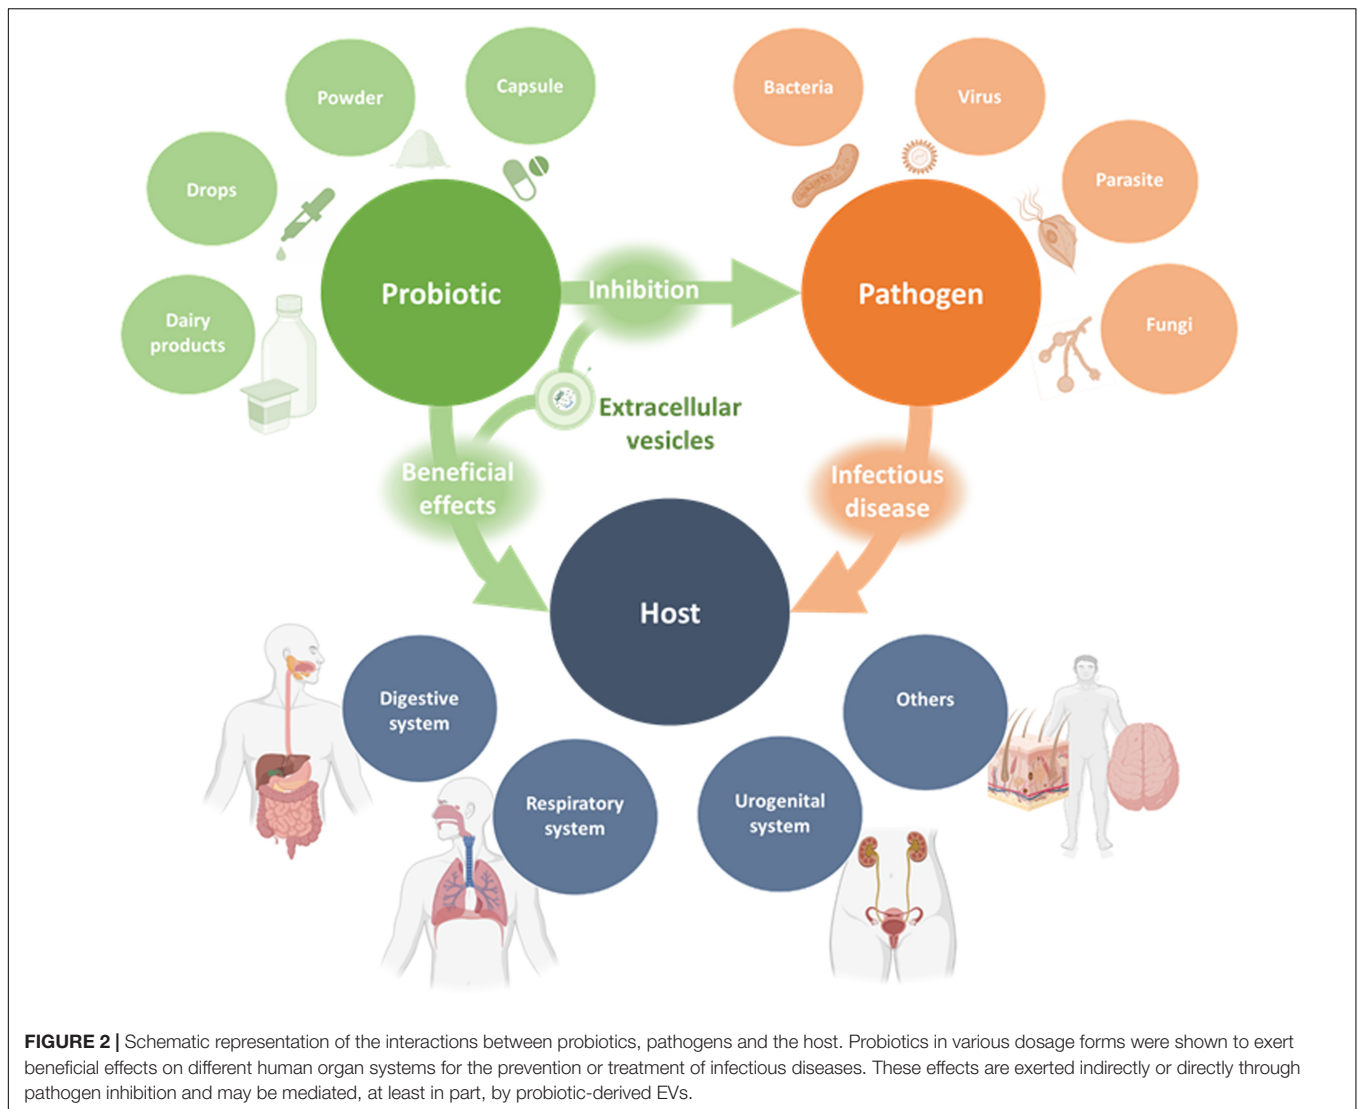 Capsule
Bacteria
Powder
Virus
Drops
Parasite
Probiotic
Inhibition
Pathogen
Dairy
products
Fungi
Extracellular
vesicles
Beneficial
effects
Infectious
disease
Host
Digestive
system
Others
Respiratory
system
Urogenital
system
FIGURE 2 | Schematic representation of the interactions between probiotics, pathogens and the host. Probiotics in various dosage forms were shown to exert
beneficial effects on different human organ systems for the prevention or treatment of infectious diseases. These effects are exerted indirectly or directly through
pathogen inhibition and may be mediated, at least in part, by probiotic-derived EVs.